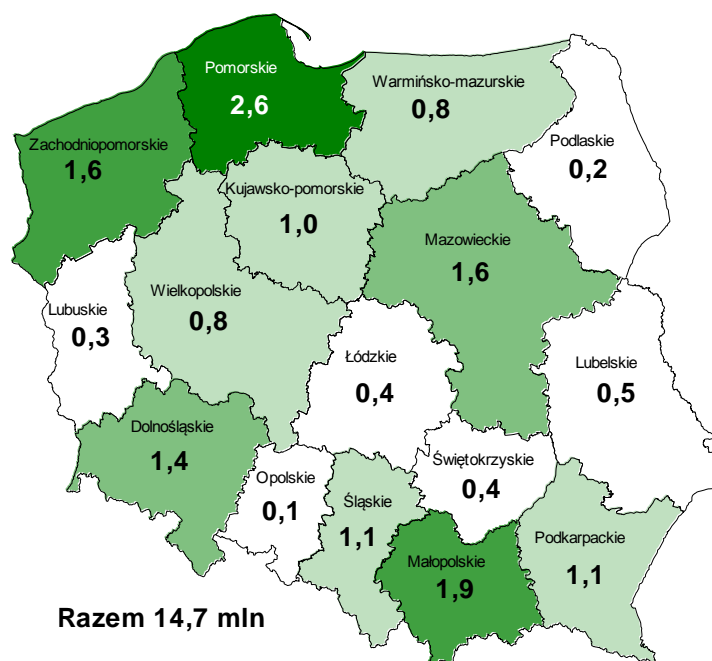 Pomorskie
2,6
Warmińsko-mazurskie
0,8
Zachodniopomorskie
1,6
Podlaskie
0,2
Kujawsko-pomorskie
1,0
Mazowieckie
1,6
Wielkopolskie
0,8
Lubuskie
0,3
Łódzkie
0,4
Lubelskie
0,5
Dolnośląskie
1,4
Świętokrzyskie
0,4
Opolskie
0,1
Śląskie
1,1
Podkarpackie
1,1
Małopolskie
1,9
Razem 14,7 mln